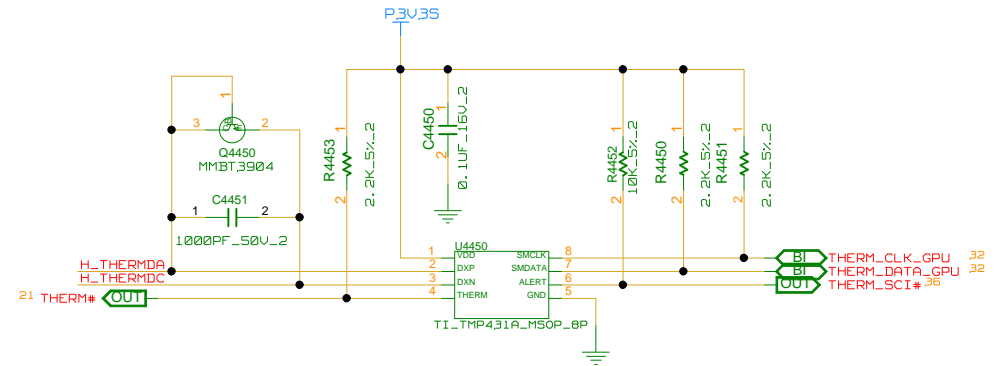 P3V3S
1
3
2
Q4450
MMBT3904
C4451
1
2
1000PF_50V_2
R4453
1
2
2.2K_5%_2
C4450
1
2
0.1UF_16V_2
R4452
1
2
10K_5%_2
R4450
1
2
2.2K_5%_2
R4451
1
2
2.2K_5%_2
H_THERMDA
H_THERMDC
21 THERM# OUT
U4450
1 VDD SMCLK 8
2 DXP SMDATA 7
3 DXN ALERT 6
4 THERM GND 5
TI_TMP431A_MSOP_8P
BI THERM_CLK_GPU 32
BI THERM_DATA_GPU 32
OUT THERM_SCI# 36